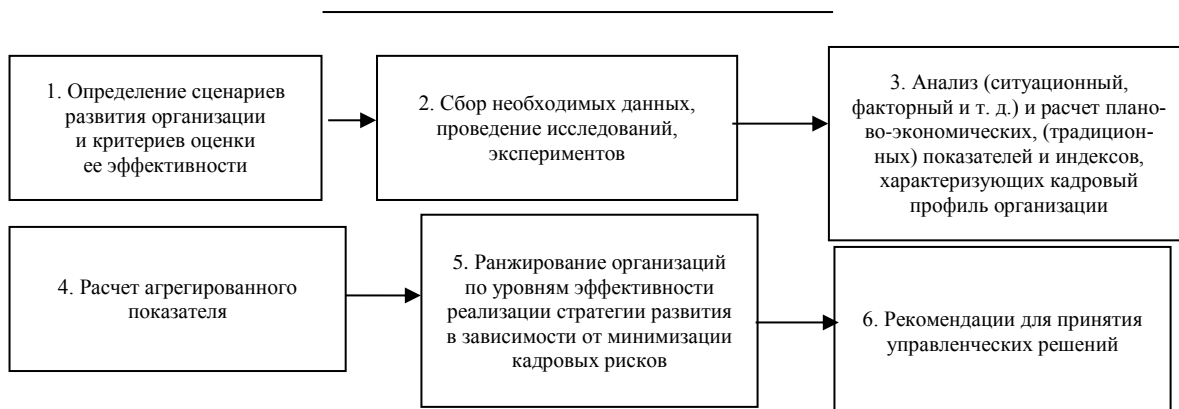 1. Определение сценариев
развития организации
и критериев оценки
ее эффективности
2. Сбор необходимых данных,
проведение исследований,
экспериментов
3. Анализ (ситуационный,
факторный и т. д.) и расчет плано-
во-экономических, (традицион-
ных) показателей и индексов,
характеризующих кадровый
профиль организации
4. Расчет агрегированного
показателя
5. Ранжирование организаций
по уровням эффективности
реализации стратегии развития
в зависимости от минимизации
кадровых рисков
6. Рекомендации для принятия
управленческих решений